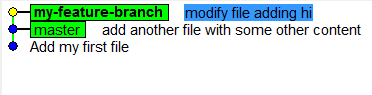 my-feature-branch modify file adding hi
master add another file with some other content
Add my first file